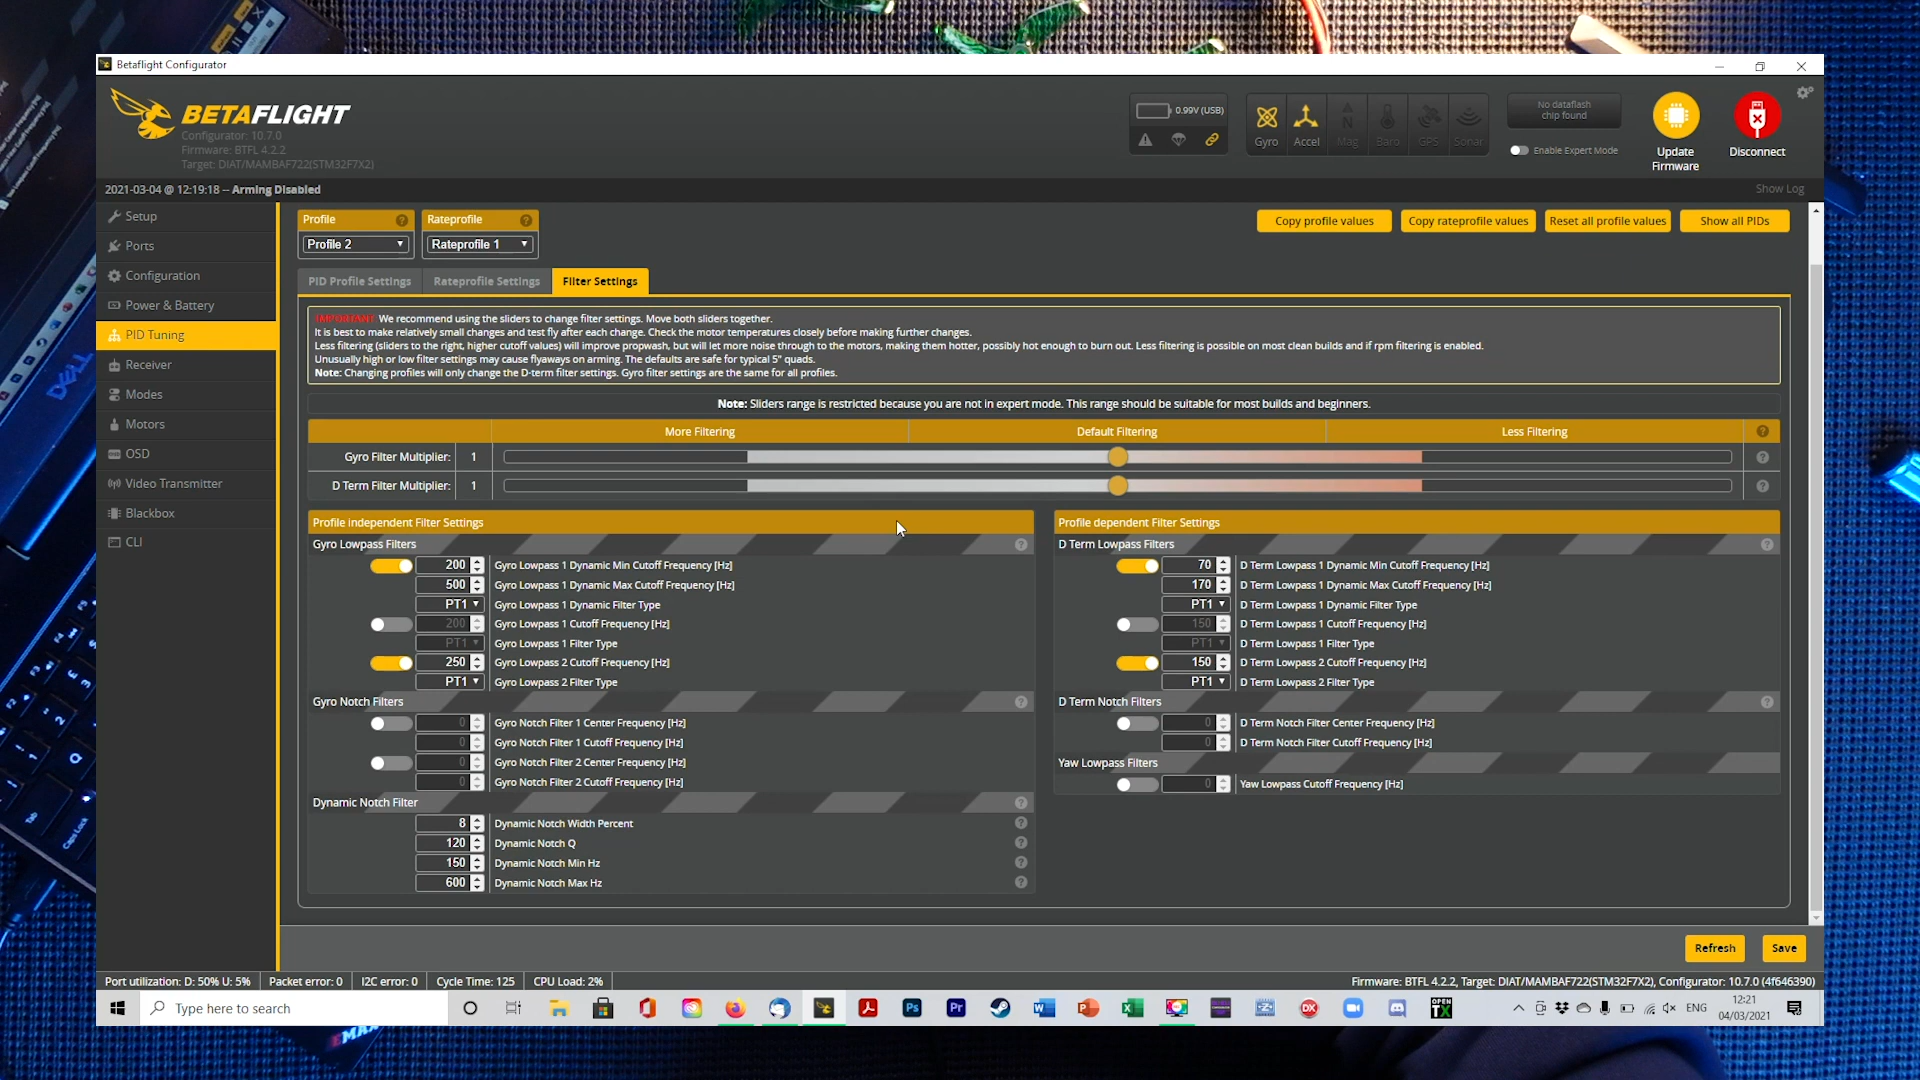 Betaflight Configurator
BETAFLIGHT
Configurator: 10.7.0
Firmware: BTFL 4.2.2
Target: DIAT/MAMBAF722(STM32F7X2)
0.99V (USB)
Gyro
Accel
Mag
Baro
GPS
Sonar
No dataflash
chip found
Enable Expert Mode
Update
Firmware
Disconnect
2021-03-04 @ 12:19:18 -- Arming Disabled
Show Log
Setup
Ports
Configuration
Power & Battery
PID Tuning
Receiver
Modes
Motors
OSD
Video Transmitter
Blackbox
CLI
Profile
Rateprofile
Profile 2
Rateprofile 1
Copy profile values
Copy rateprofile values
Reset all profile values
Show all PIDs
PID Profile Settings
Rateprofile Settings
Filter Settings
IMPORTANT: We recommend using the sliders to change filter settings. Move both sliders together.
It is best to make relatively small changes and test fly after each change. Check the motor temperatures closely before making further changes.
Less filtering (sliders to the right, higher cutoff values) will improve propwash, but will let more noise through to the motors, making them hotter, possibly hot enough to burn out. Less filtering is possible on most clean builds and if rpm filtering is enabled.
Unusually high or low filter settings may cause flyaways on arming. The defaults are safe for typical 5" quads.
Note: Changing profiles will only change the D-term filter settings. Gyro filter settings are the same for all profiles.
Note: Sliders range is restricted because you are not in expert mode. This range should be suitable for most builds and beginners.
More Filtering
Default Filtering
Less Filtering
Gyro Filter Multiplier: 1
D Term Filter Multiplier: 1
Profile independent Filter Settings
Gyro Lowpass Filters
200 Gyro Lowpass 1 Dynamic Min Cutoff Frequency [Hz]
500 Gyro Lowpass 1 Dynamic Max Cutoff Frequency [Hz]
PT1 Gyro Lowpass 1 Dynamic Filter Type
200 Gyro Lowpass 1 Cutoff Frequency [Hz]
PT1 Gyro Lowpass 1 Filter Type
250 Gyro Lowpass 2 Cutoff Frequency [Hz]
PT1 Gyro Lowpass 2 Filter Type
Gyro Notch Filters
0 Gyro Notch Filter 1 Center Frequency [Hz]
0 Gyro Notch Filter 1 Cutoff Frequency [Hz]
0 Gyro Notch Filter 2 Center Frequency [Hz]
0 Gyro Notch Filter 2 Cutoff Frequency [Hz]
Dynamic Notch Filter
8 Dynamic Notch Width Percent
120 Dynamic Notch Q
150 Dynamic Notch Min Hz
600 Dynamic Notch Max Hz
Profile dependent Filter Settings
D Term Lowpass Filters
70 D Term Lowpass 1 Dynamic Min Cutoff Frequency [Hz]
170 D Term Lowpass 1 Dynamic Max Cutoff Frequency [Hz]
PT1 D Term Lowpass 1 Dynamic Filter Type
150 D Term Lowpass 1 Cutoff Frequency [Hz]
PT1 D Term Lowpass 1 Filter Type
150 D Term Lowpass 2 Cutoff Frequency [Hz]
PT1 D Term Lowpass 2 Filter Type
D Term Notch Filters
0 D Term Notch Filter Center Frequency [Hz]
0 D Term Notch Filter Cutoff Frequency [Hz]
Yaw Lowpass Filters
0 Yaw Lowpass Cutoff Frequency [Hz]
Refresh
Save
Port utilization: D: 50% U: 5%
Packet error: 0
I2C error: 0
Cycle Time: 125
CPU Load: 2%
Firmware: BTFL 4.2.2, Target: DIAT/MAMBAF722(STM32F7X2), Configurator: 10.7.0 (4f646390)
Type here to search
ENG
12:21
04/03/2021
DELL